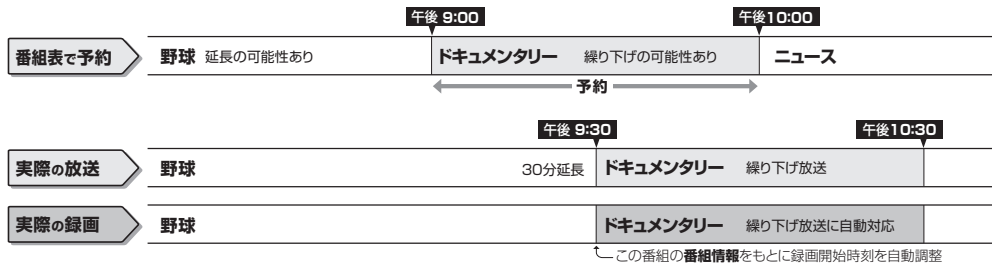 午後 9:00 午後10:00
番組表で予約 野球 延長の可能性あり ドキュメンタリー 繰り下げの可能性あり ニュース
予約
午後 9:30 午後10:30
実際の放送 野球 30分延長 ドキュメンタリー 繰り下げ放送
実際の録画 野球 ドキュメンタリー 繰り下げ放送に自動対応
この番組の番組情報をもとに録画開始時刻を自動調整